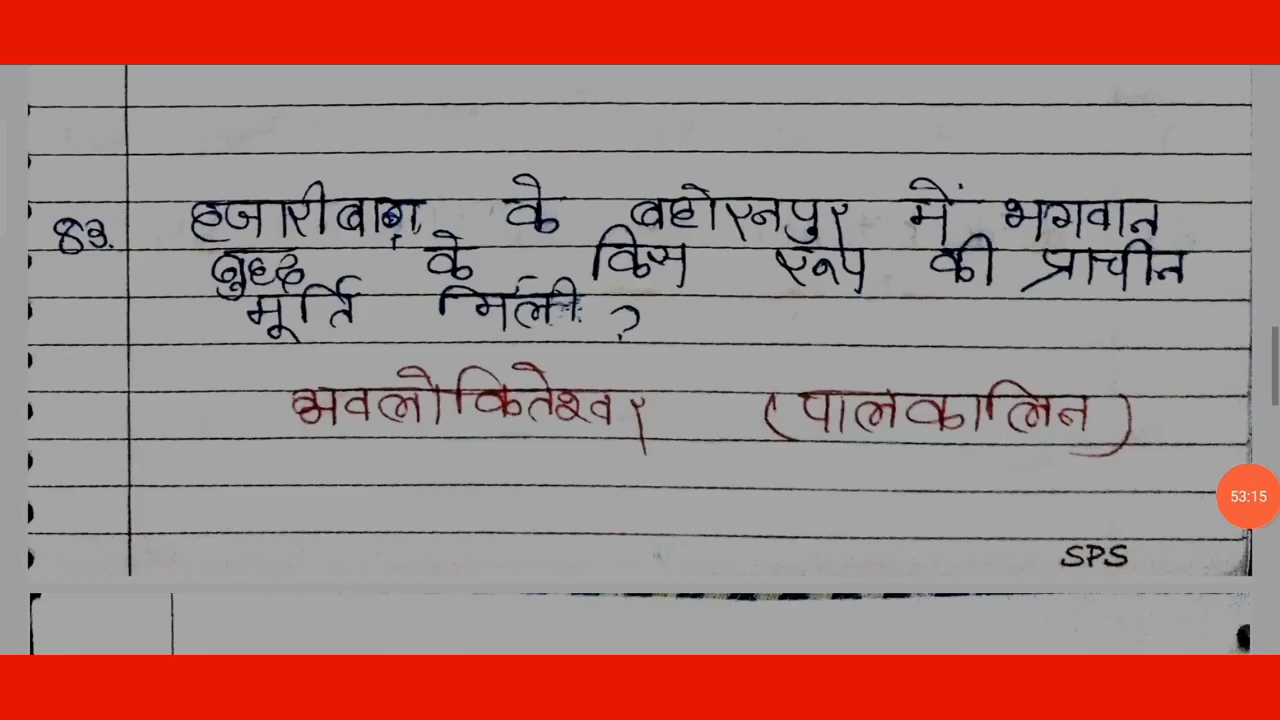 83. हजारीबाग के बहोरनपुर में भगवान
बुद्ध के किस रूप की प्राचीन
मूर्ति मिली ?
अवलोकितेश्वर (पालकालिन)
53:15
SPS